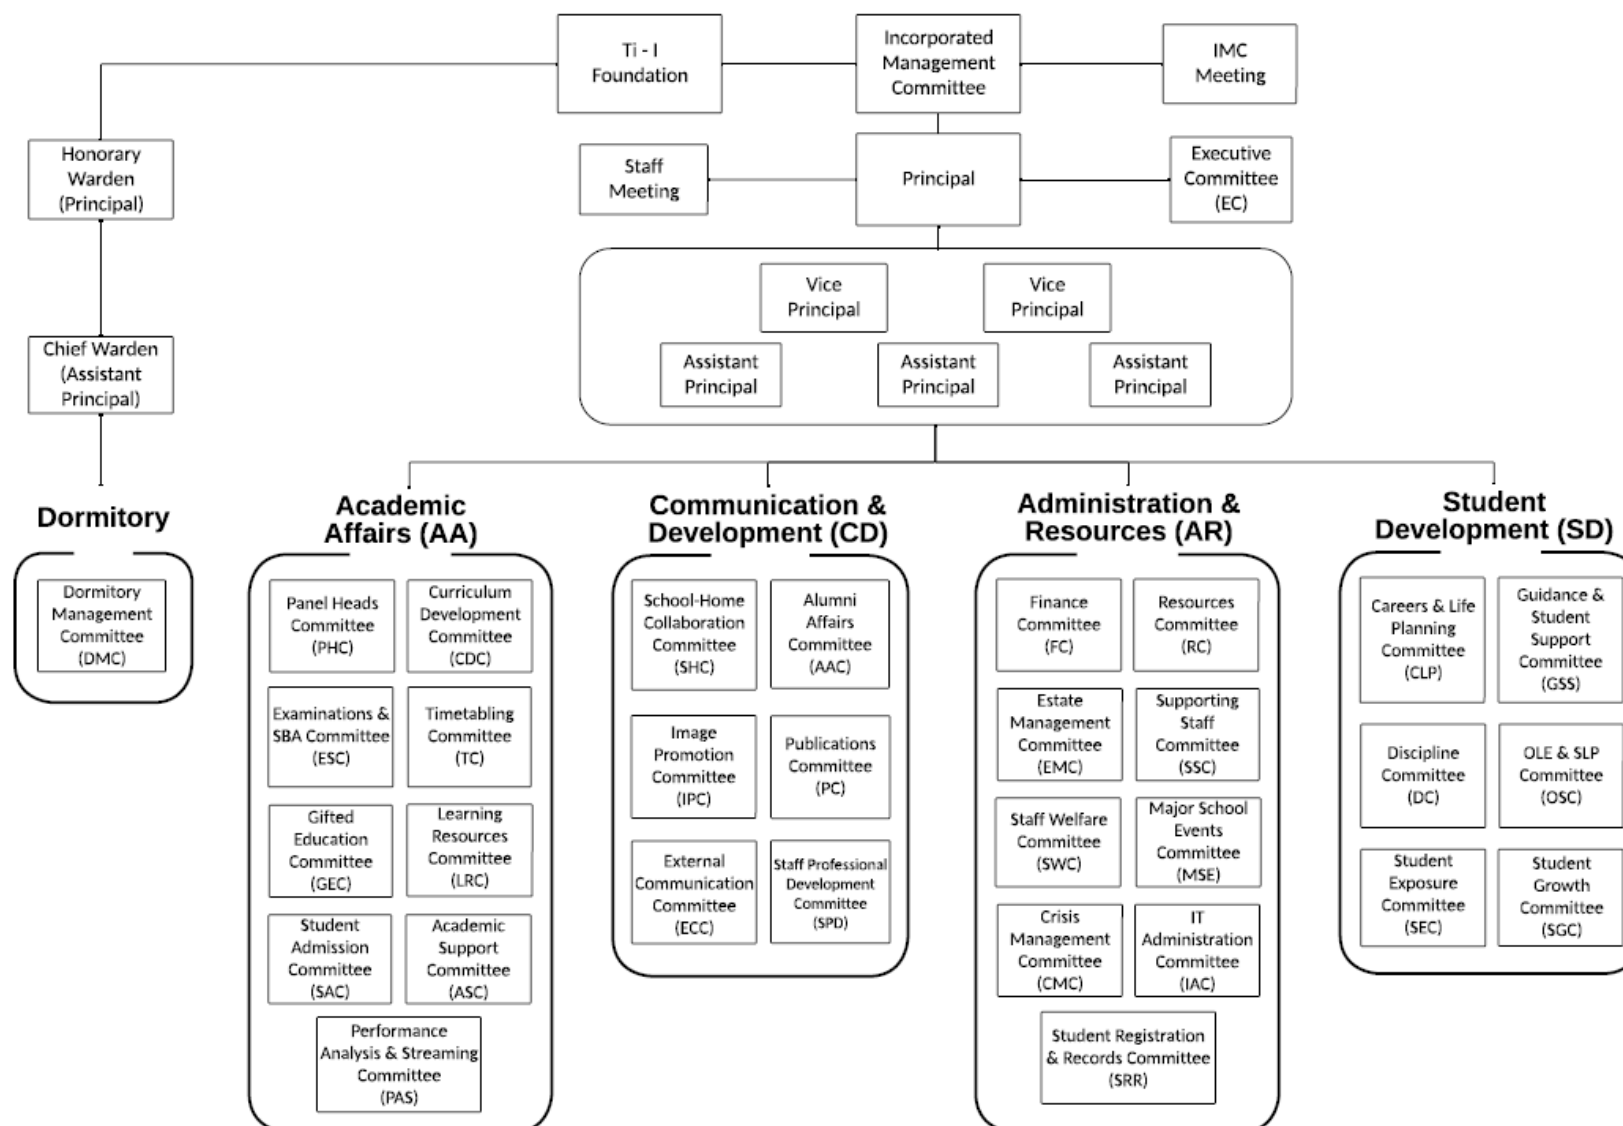 Ti - I
Foundation
Incorporated
Management
Committee
IMC
Meeting
Honorary
Warden
(Principal)
Staff
Meeting
Principal
Executive
Committee
(EC)
Vice
Principal
Vice
Principal
Chief Warden
(Assistant
Principal)
Assistant
Principal
Assistant
Principal
Assistant
Principal
Dormitory
Dormitory
Management
Committee
(DMC)
Academic
Affairs (AA)
Panel Heads
Committee
(PHC)
Curriculum
Development
Committee
(CDC)
Examinations &
SBA Committee
(ESC)
Timetabling
Committee
(TC)
Gifted
Education
Committee
(GEC)
Learning
Resources
Committee
(LRC)
Student
Admission
Committee
(SAC)
Academic
Support
Committee
(ASC)
Performance
Analysis & Streaming
Committee
(PAS)
Communication &
Development (CD)
School-Home
Collaboration
Committee
(SHC)
Alumni
Affairs
Committee
(AAC)
Image
Promotion
Committee
(IPC)
Publications
Committee
(PC)
External
Communication
Committee
(ECC)
Staff Professional
Development
Committee
(SPD)
Administration &
Resources (AR)
Finance
Committee
(FC)
Resources
Committee
(RC)
Estate
Management
Committee
(EMC)
Supporting
Staff
Committee
(SSC)
Staff Welfare
Committee
(SWC)
Major School
Events
Committee
(MSE)
Crisis
Management
Committee
(CMC)
IT
Administration
Committee
(IAC)
Student Registration
& Records Committee
(SRR)
Student
Development (SD)
Careers & Life
Planning
Committee
(CLP)
Guidance &
Student
Support
Committee
(GSS)
Discipline
Committee
(DC)
OLE & SLP
Committee
(OSC)
Student
Exposure
Committee
(SEC)
Student
Growth
Committee
(SGC)